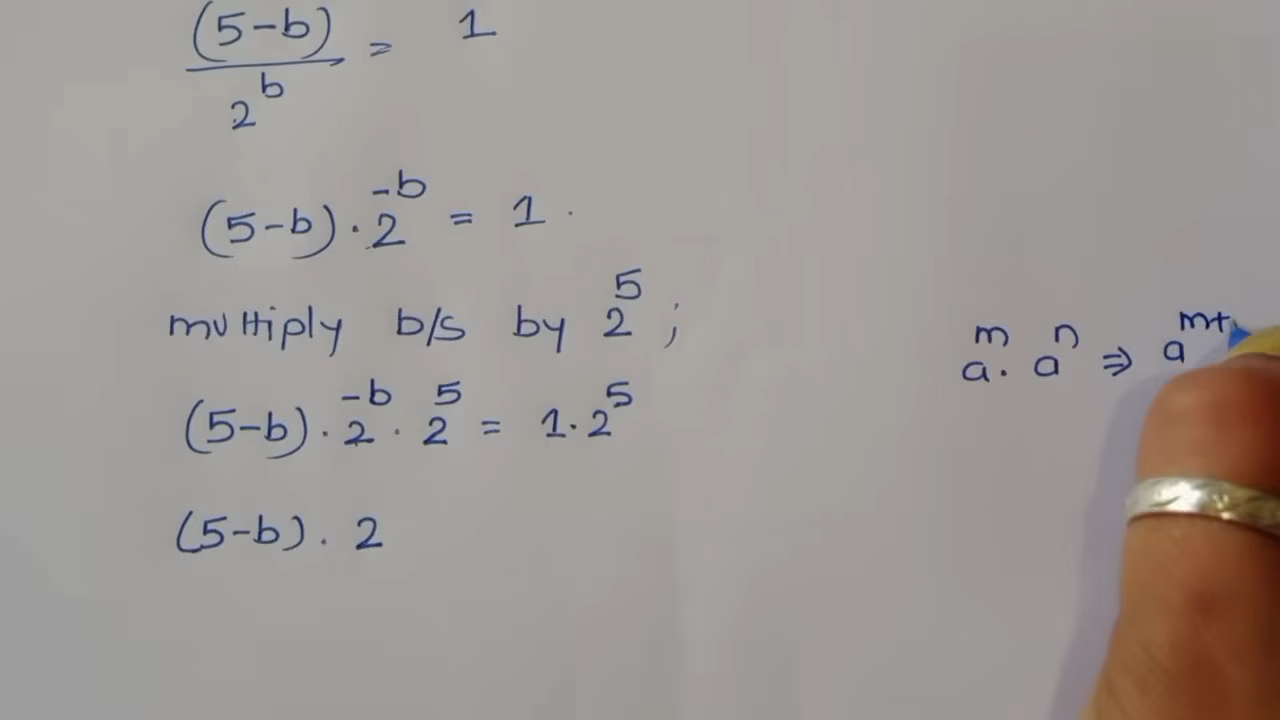 (5-b)/2^b = 1
(5-b) · 2^-b = 1 .
multiply b/s by 2^5 ;
(5-b) · 2^-b · 2^5 = 1 · 2^5
(5-b) . 2
a^m . a^n ⇒ a^m+